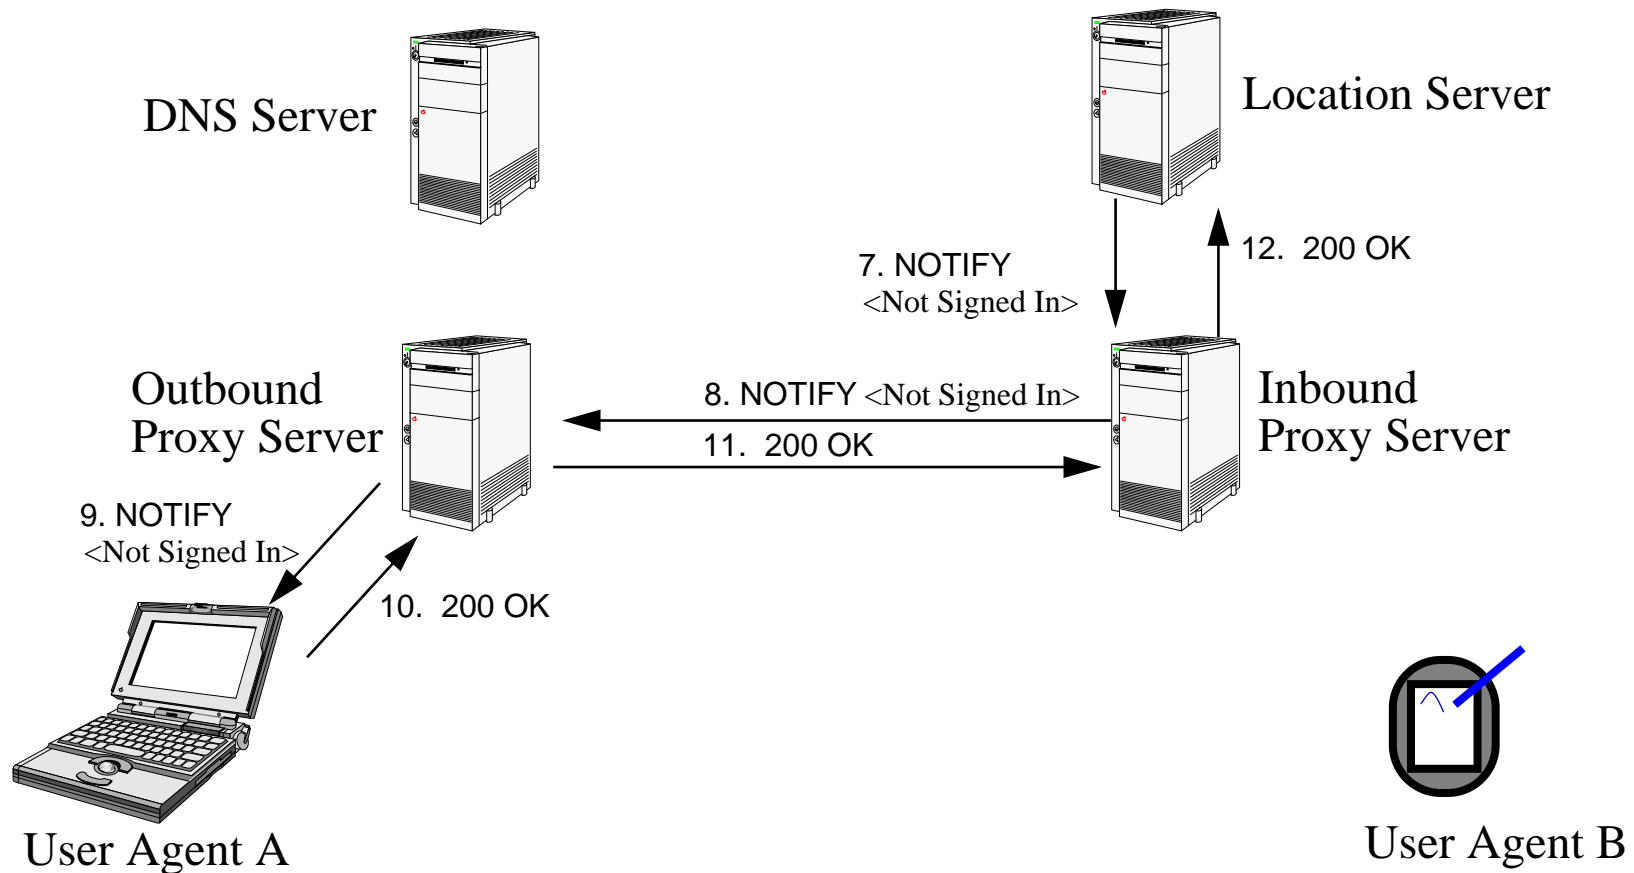 DNS Server
Location Server
7. NOTIFY
<Not Signed In>
12. 200 OK
Outbound
Proxy Server
8. NOTIFY <Not Signed In>
11. 200 OK
Inbound
Proxy Server
9. NOTIFY
<Not Signed In>
10. 200 OK
User Agent A
User Agent B